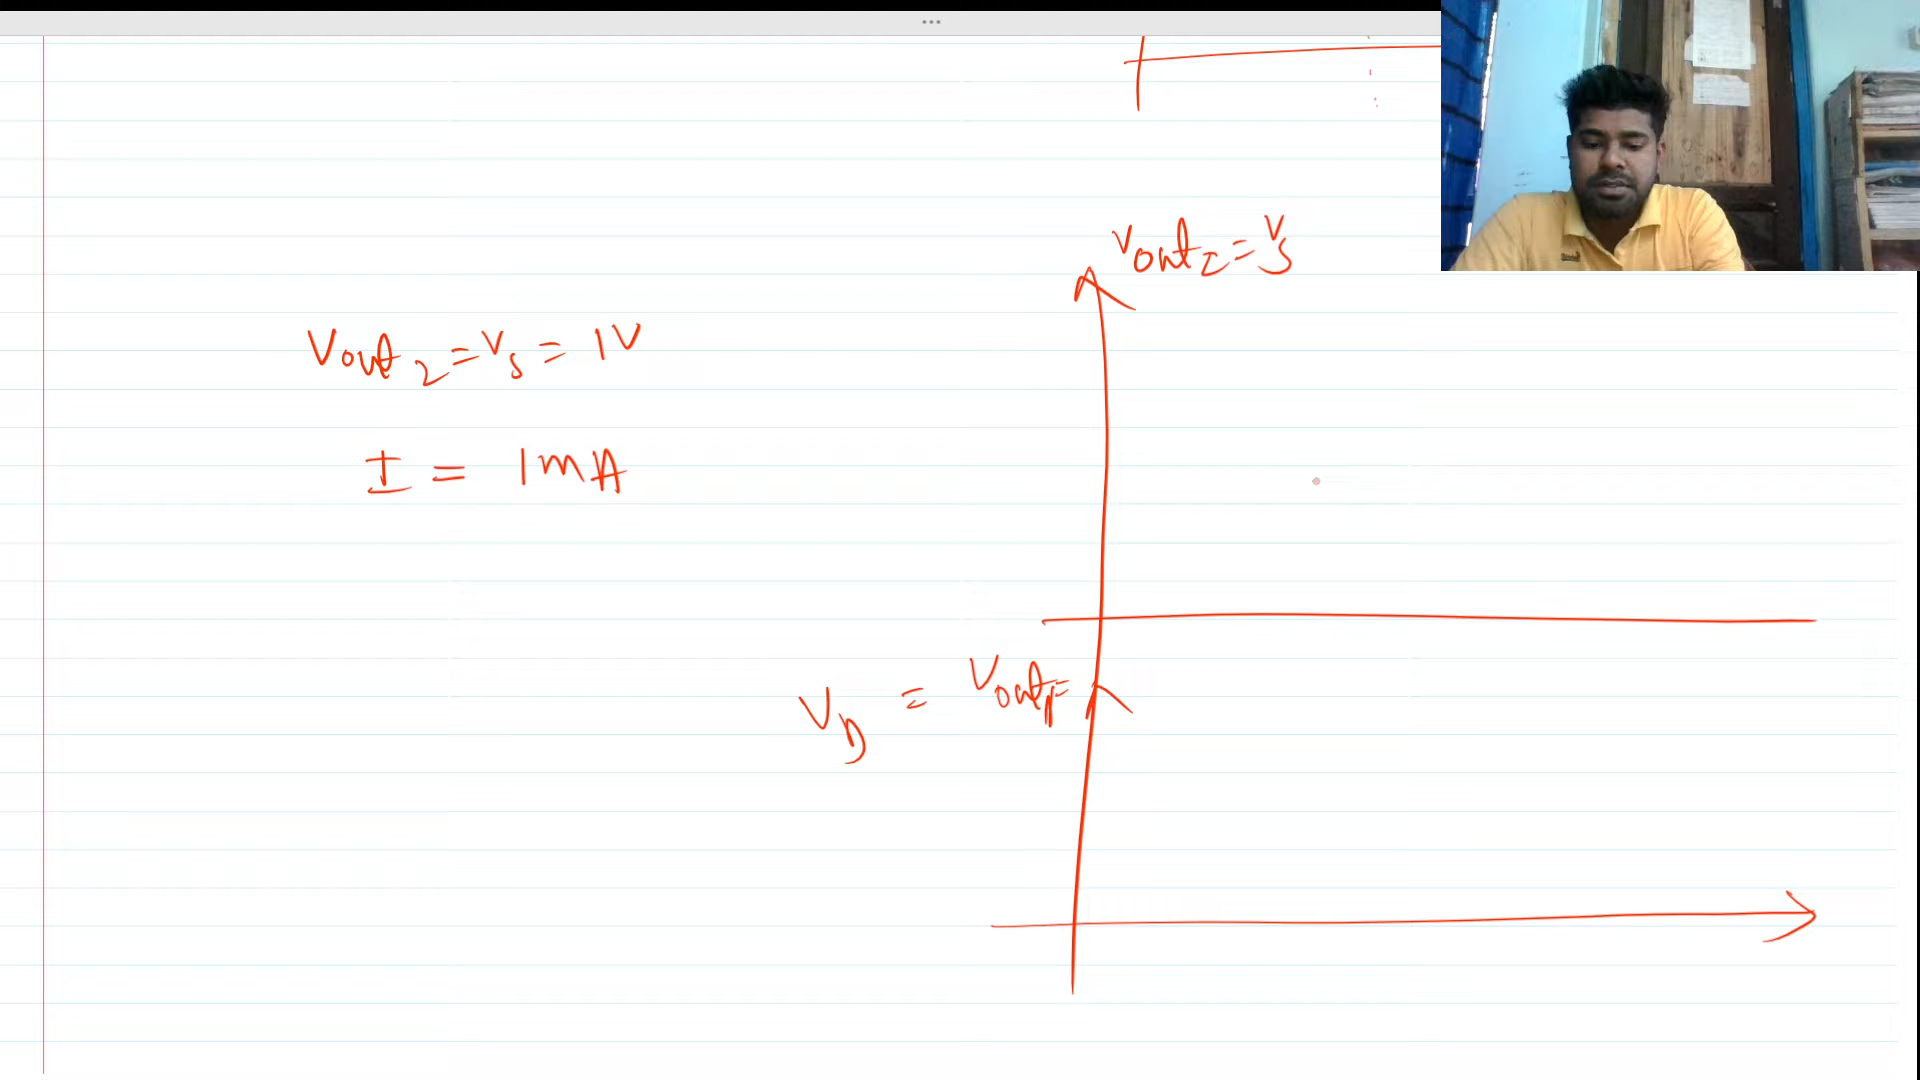 Vout2 = Vs
Vout2 = Vs = 1V
I = 1mA
VD = Vout1 =